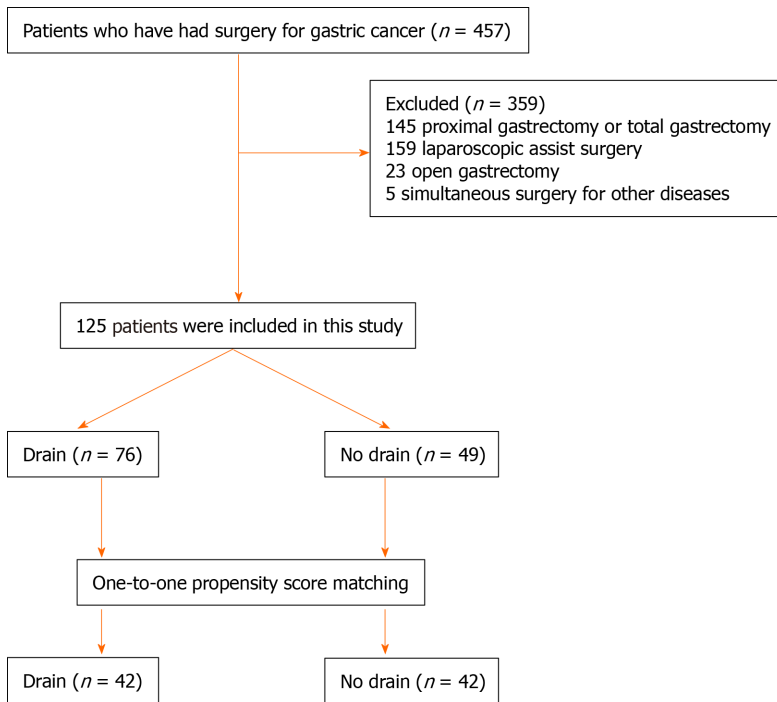 Patients who have had surgery for gastric cancer (n = 457)
Excluded (n = 359)
145 proximal gastrectomy or total gastrectomy
159 laparoscopic assist surgery
23 open gastrectomy
5 simultaneous surgery for other diseases
125 patients were included in this study
Drain (n = 76)
No drain (n = 49)
One-to-one propensity score matching
Drain (n = 42)
No drain (n = 42)